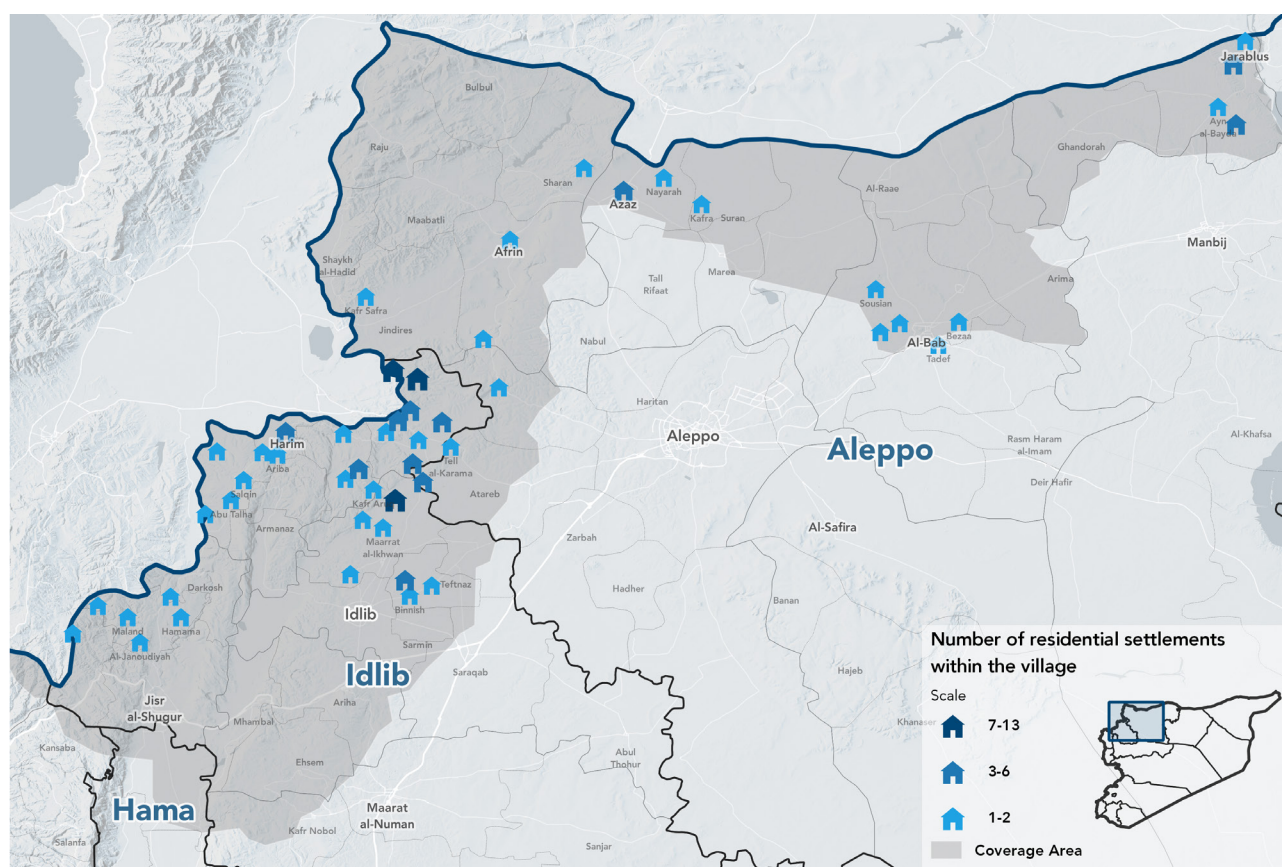 Jarablus
Bulbul
Ayn
al-Bayda
Ghandorah
Raju
Sharan
Nayarah
Al-Raae
Azaz
Kafra
Suran
Maabatli
Afrin
Manbij
Shaykh
al-Hadid
Marea
Tall
Rifaat
Arima
Sousian
Kafr Safra
Jindires
Nabul
Bezaa
Al-Bab
Tadef
Haritan
Aleppo
Aleppo
Rasm Haram
al-Imam
Al-Khafsa
Harim
Ariba
Tell
al-Karama
Deir Hafir
Salqin
Kafr Aru
Atareb
Abu Talha
Armanaz
Al-Safira
Maarrat
al-Ikhwan
Zarbah
Darkosh
Teftnaz
Hadher
Binnish
Banan
Idlib
Maland
Hamama
Al-Janoudiyah
Sarmin
Idlib
Saraqab
Hajeb
Jisr
al-Shugur
Ariha
Mhambal
Khanaser
Kansaba
Abul
Thohur
Ehsem
Hama
Maarat
al-Numan
Kafr Nobol
Salanfa
Sanjar
Number of residential settlements
within the village
Scale
7-13
3-6
1-2
Coverage Area